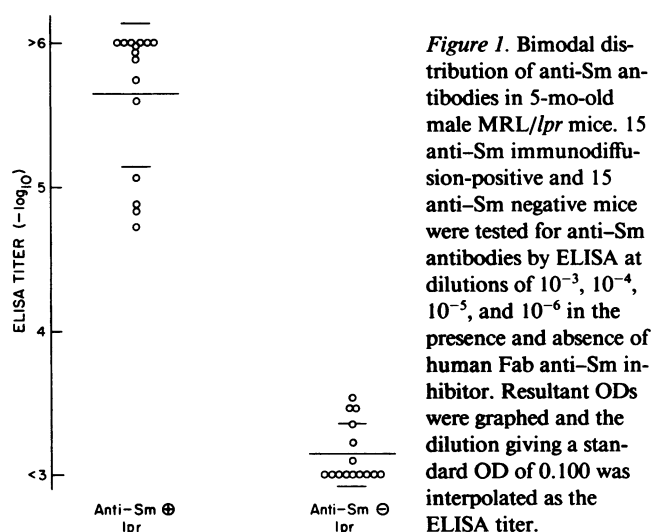 >6
5
4
<3
ELISA TITER (−log10)
Anti-Sm ⊕
lpr
Anti-Sm ⊖
lpr
Figure 1. Bimodal dis-
tribution of anti-Sm an-
tibodies in 5-mo-old
male MRL/lpr mice. 15
anti–Sm immunodiffu-
sion-positive and 15
anti–Sm negative mice
were tested for anti–Sm
antibodies by ELISA at
dilutions of 10−3, 10−4,
10−5, and 10−6 in the
presence and absence of
human Fab anti–Sm in-
hibitor. Resultant ODs
were graphed and the
dilution giving a stan-
dard OD of 0.100 was
interpolated as the
ELISA titer.